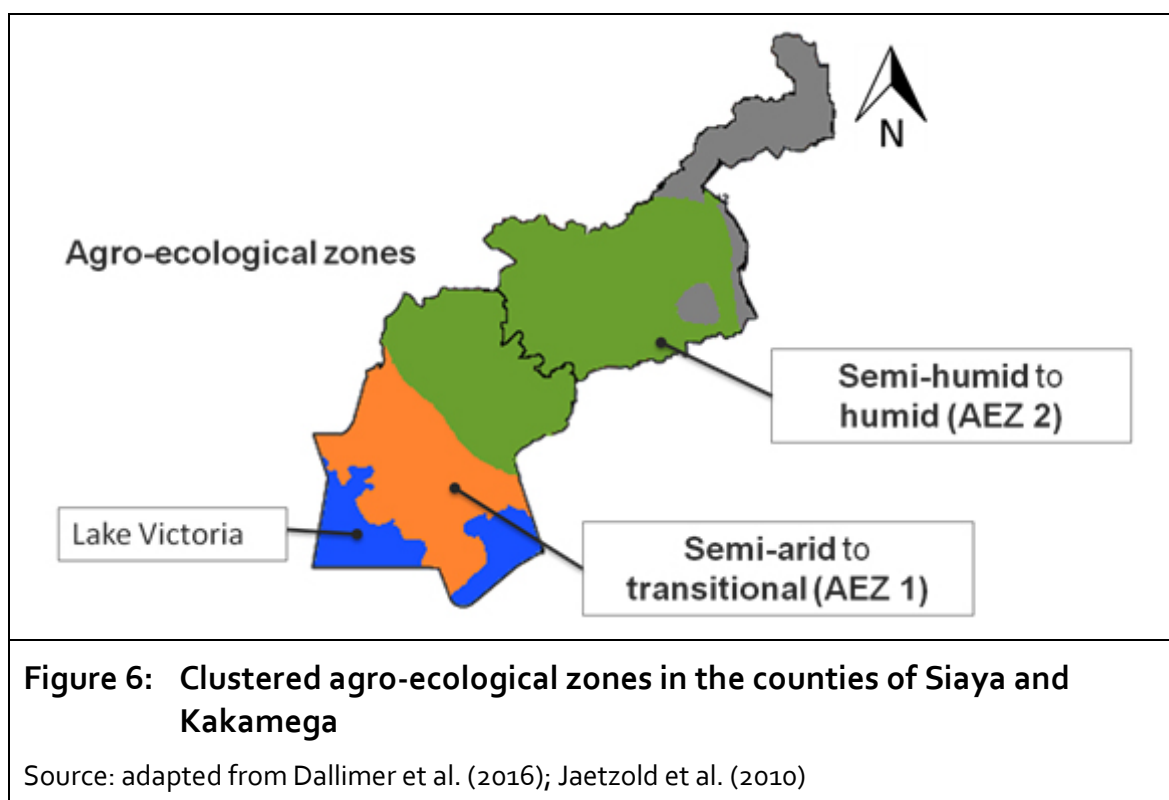 N
Agro-ecological zones
Semi-humid to
humid (AEZ 2)
Lake Victoria
Semi-arid to
transitional (AEZ 1)
Figure 6: Clustered agro-ecological zones in the counties of Siaya and
Kakamega
Source: adapted from Dallimer et al. (2016); Jaetzold et al. (2010)